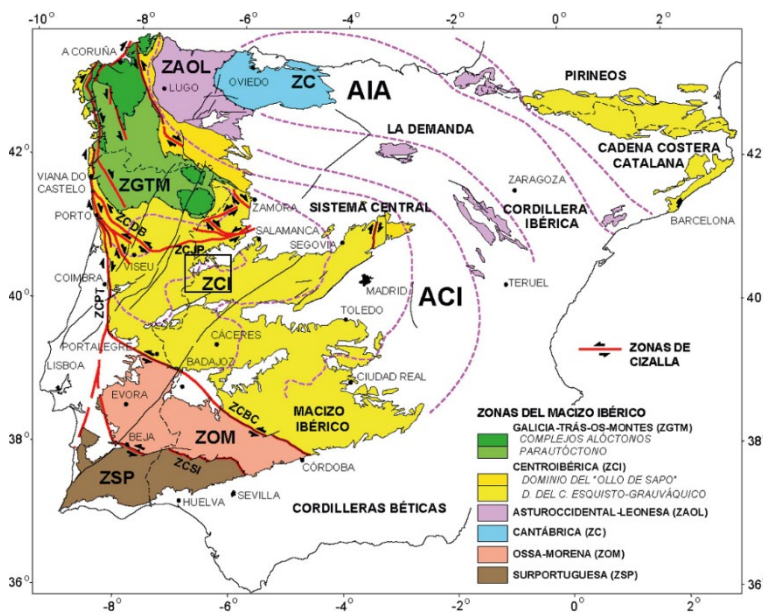 -10° -8° -6° -4° -2° 0° 2°
A CORUÑA
ZAOL
LUGO
OVIEDO
ZC
AIA
PIRINEOS
LA DEMANDA
42°
42°
CADENA COSTERA
CATALANA
VIANA DO
CASTELO
ZGTM
ZARAGOZA
ZAMORA
SISTEMA CENTRAL
CORDILLERA
IBÉRICA
BARCELONA
PORTO
ZCDB
SALAMANCA
SEGOVIA
ZCJP
VISEU
ZCI
COIMBRA
MADRID
ACI
TERUEL
40°
40°
ZCPT
TOLEDO
CÁCERES
PORTALEGRE
BADAJOZ
ZONAS DE
CIZALLA
LISBOA
CIUDAD REAL
EVORA
ZCBC
MACIZO
IBÉRICO
ZOM
BEJA
38°
38°
ZCSI
CÓRDOBA
ZSP
SEVILLA
HUELVA
CORDILLERAS BÉTICAS
ZONAS DEL MACIZO IBÉRICO
GALICIA-TRÁS-OS-MONTES (ZGTM)
COMPLEJOS ALÓCTONOS
PARAUTÓCTONO
CENTROIBÉRICA (ZCI)
DOMINIO DEL "OLLO DE SAPO"
D. DEL C. ESQUISTO-GRAUVÁQUICO
ASTUROCCIDENTAL-LEONESA (ZAOL)
CANTÁBRICA (ZC)
OSSA-MORENA (ZOM)
SURPORTUGUESA (ZSP)
36°
36
-8° -6° -4° -2° 0° 2°